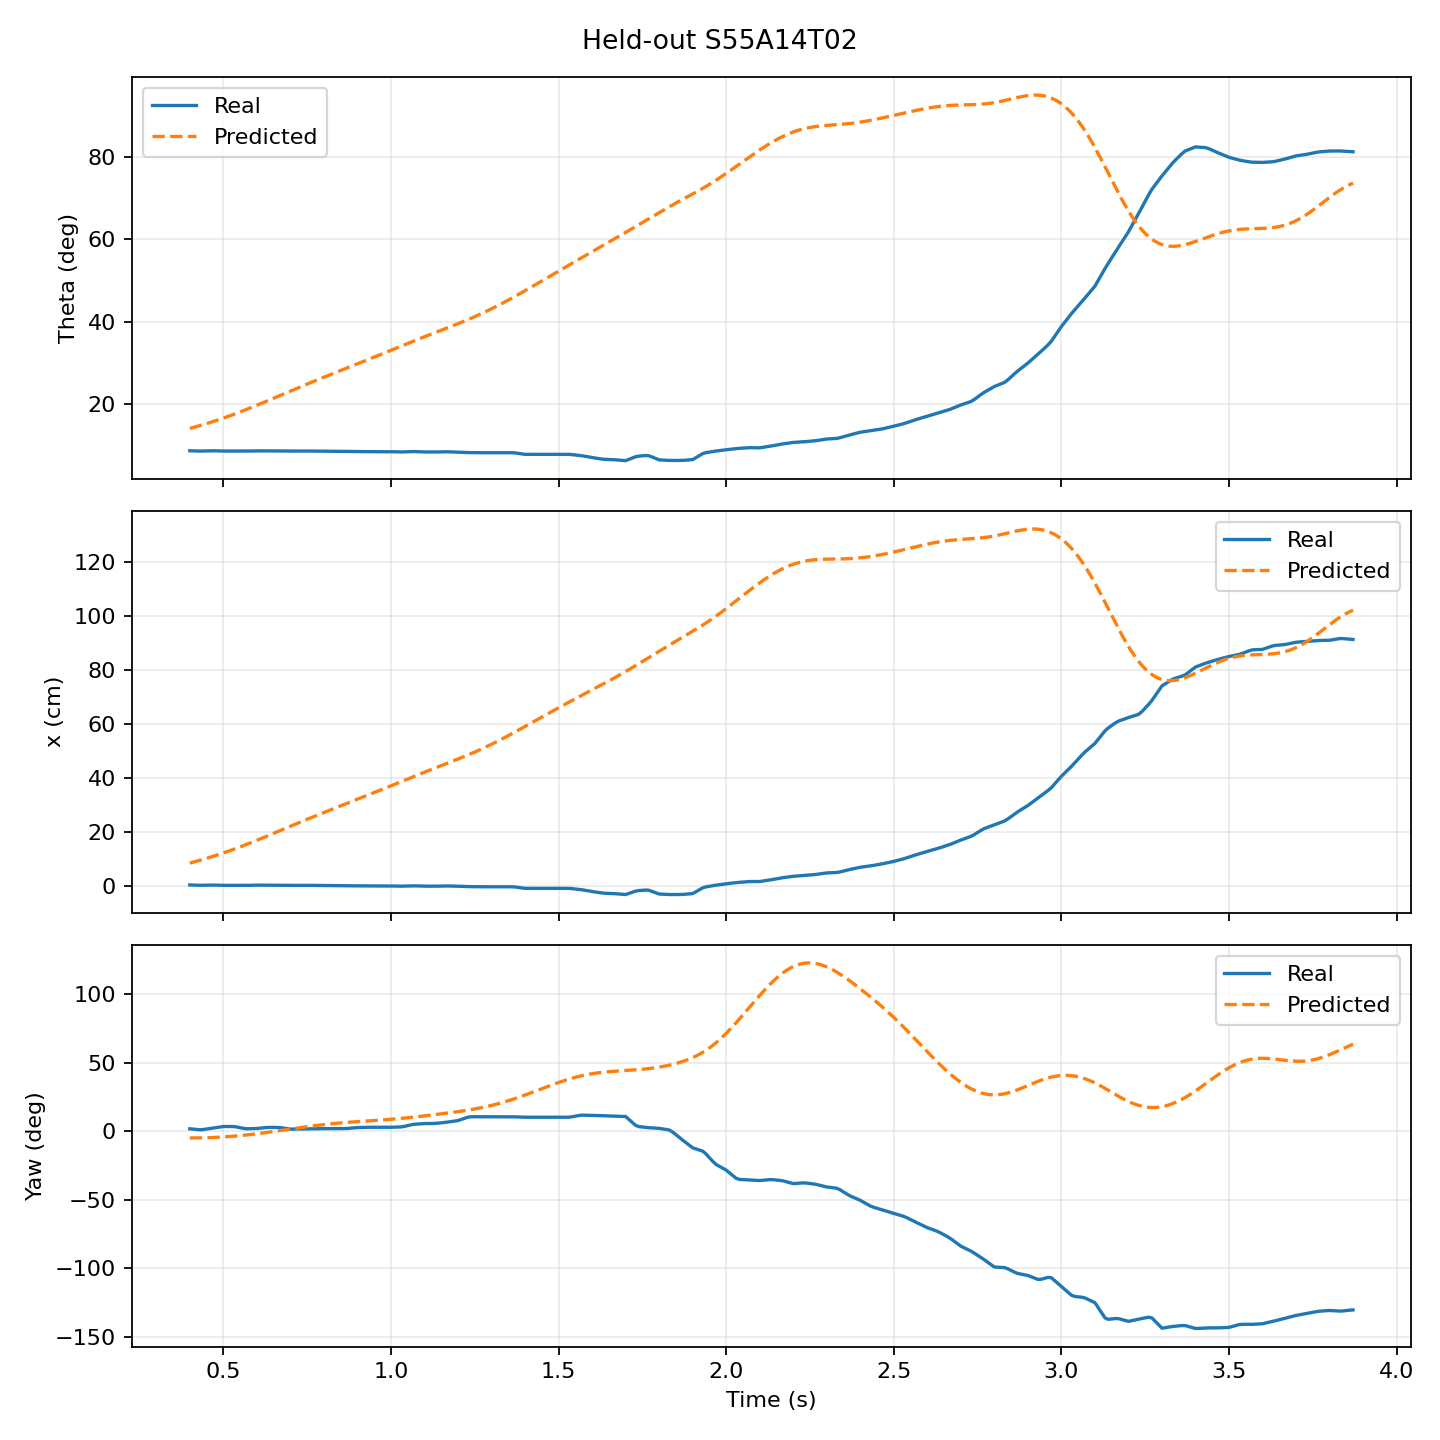 Held-out S55A14T02
Real
Predicted
Theta (deg)
80
60
40
20
Real
Predicted
x (cm)
120
100
80
60
40
20
0
Real
Predicted
Yaw (deg)
100
50
0
−50
−100
−150
0.5 1.0 1.5 2.0 2.5 3.0 3.5 4.0
Time (s)